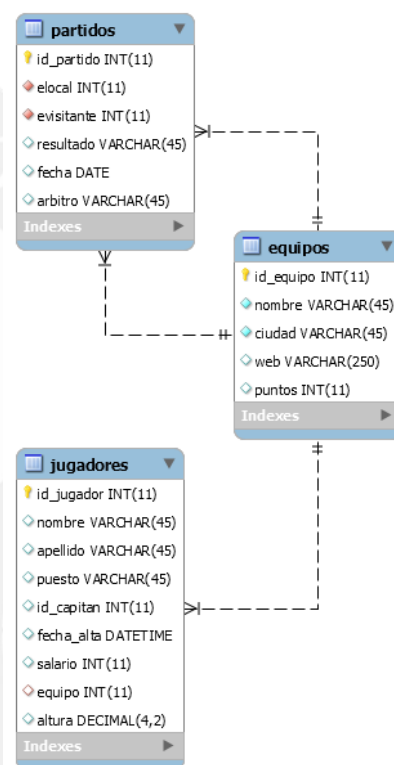 partidos
id_partido INT(11)
elocal INT(11)
evisitante INT(11)
resultado VARCHAR(45)
fecha DATE
arbitro VARCHAR(45)
Indexes
equipos
id_equipo INT(11)
nombre VARCHAR(45)
ciudad VARCHAR(45)
web VARCHAR(250)
puntos INT(11)
Indexes
jugadores
id_jugador INT(11)
nombre VARCHAR(45)
apellido VARCHAR(45)
puesto VARCHAR(45)
id_capitan INT(11)
fecha_alta DATETIME
salario INT(11)
equipo INT(11)
altura DECIMAL(4,2)
Indexes